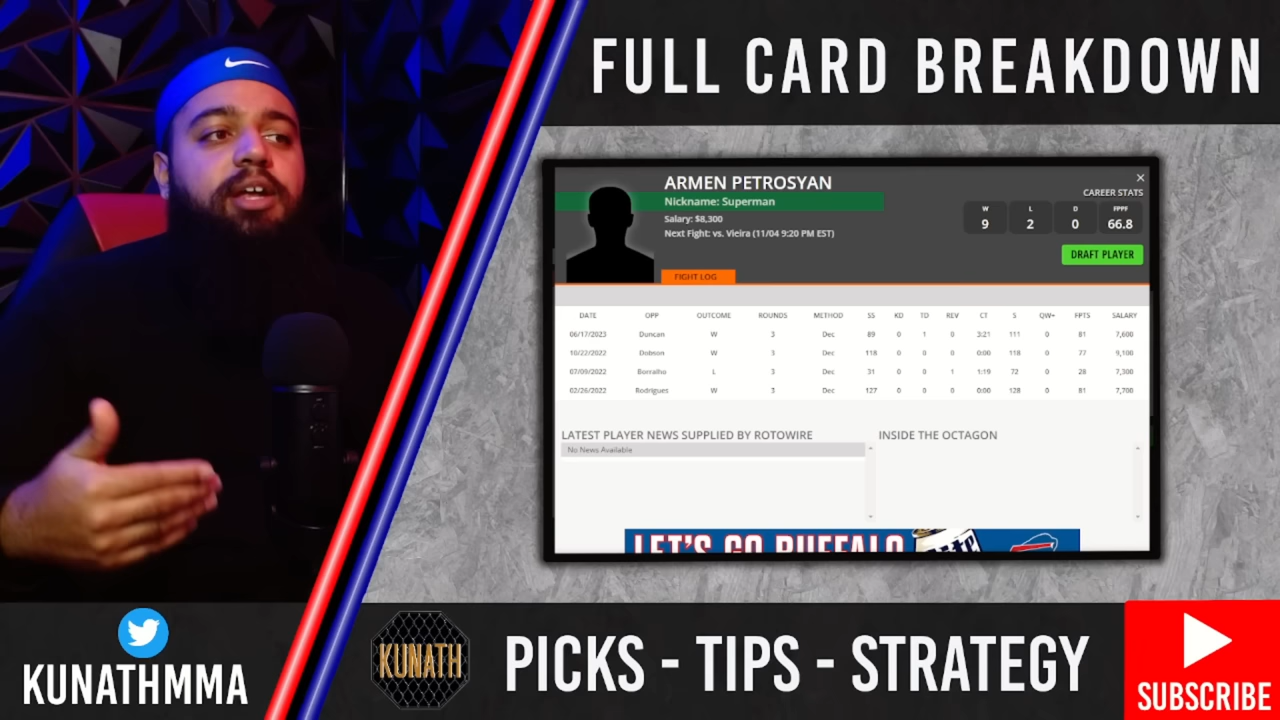 FULL CARD BREAKDOWN
ARMEN PETROSYAN
Nickname: Superman
Salary: $8,300
Next Fight: vs. Vieira (11/04 9:20 PM EST)
×
CAREER STATS
W L D FPPF
9 2 0 66.8
DRAFT PLAYER
FIGHT LOG
DATE OPP OUTCOME ROUNDS METHOD SS KD TD REV CT S QW+ FPTS SALARY
06/17/2023 Duncan W 3 Dec 89 0 1 0 3:21 111 0 81 7,600
10/22/2022 Dobson W 3 Dec 118 0 0 0 0:00 118 0 77 9,100
07/09/2022 Borralho L 3 Dec 31 0 0 1 1:19 72 0 28 7,300
02/26/2022 Rodrigues W 3 Dec 127 0 0 0 0:00 128 0 81 7,700
LATEST PLAYER NEWS SUPPLIED BY ROTOWIRE
No News Available
INSIDE THE OCTAGON
LET'S GO BUFFALO
KUNATHMMA
KUNATH
PICKS - TIPS - STRATEGY
SUBSCRIBE